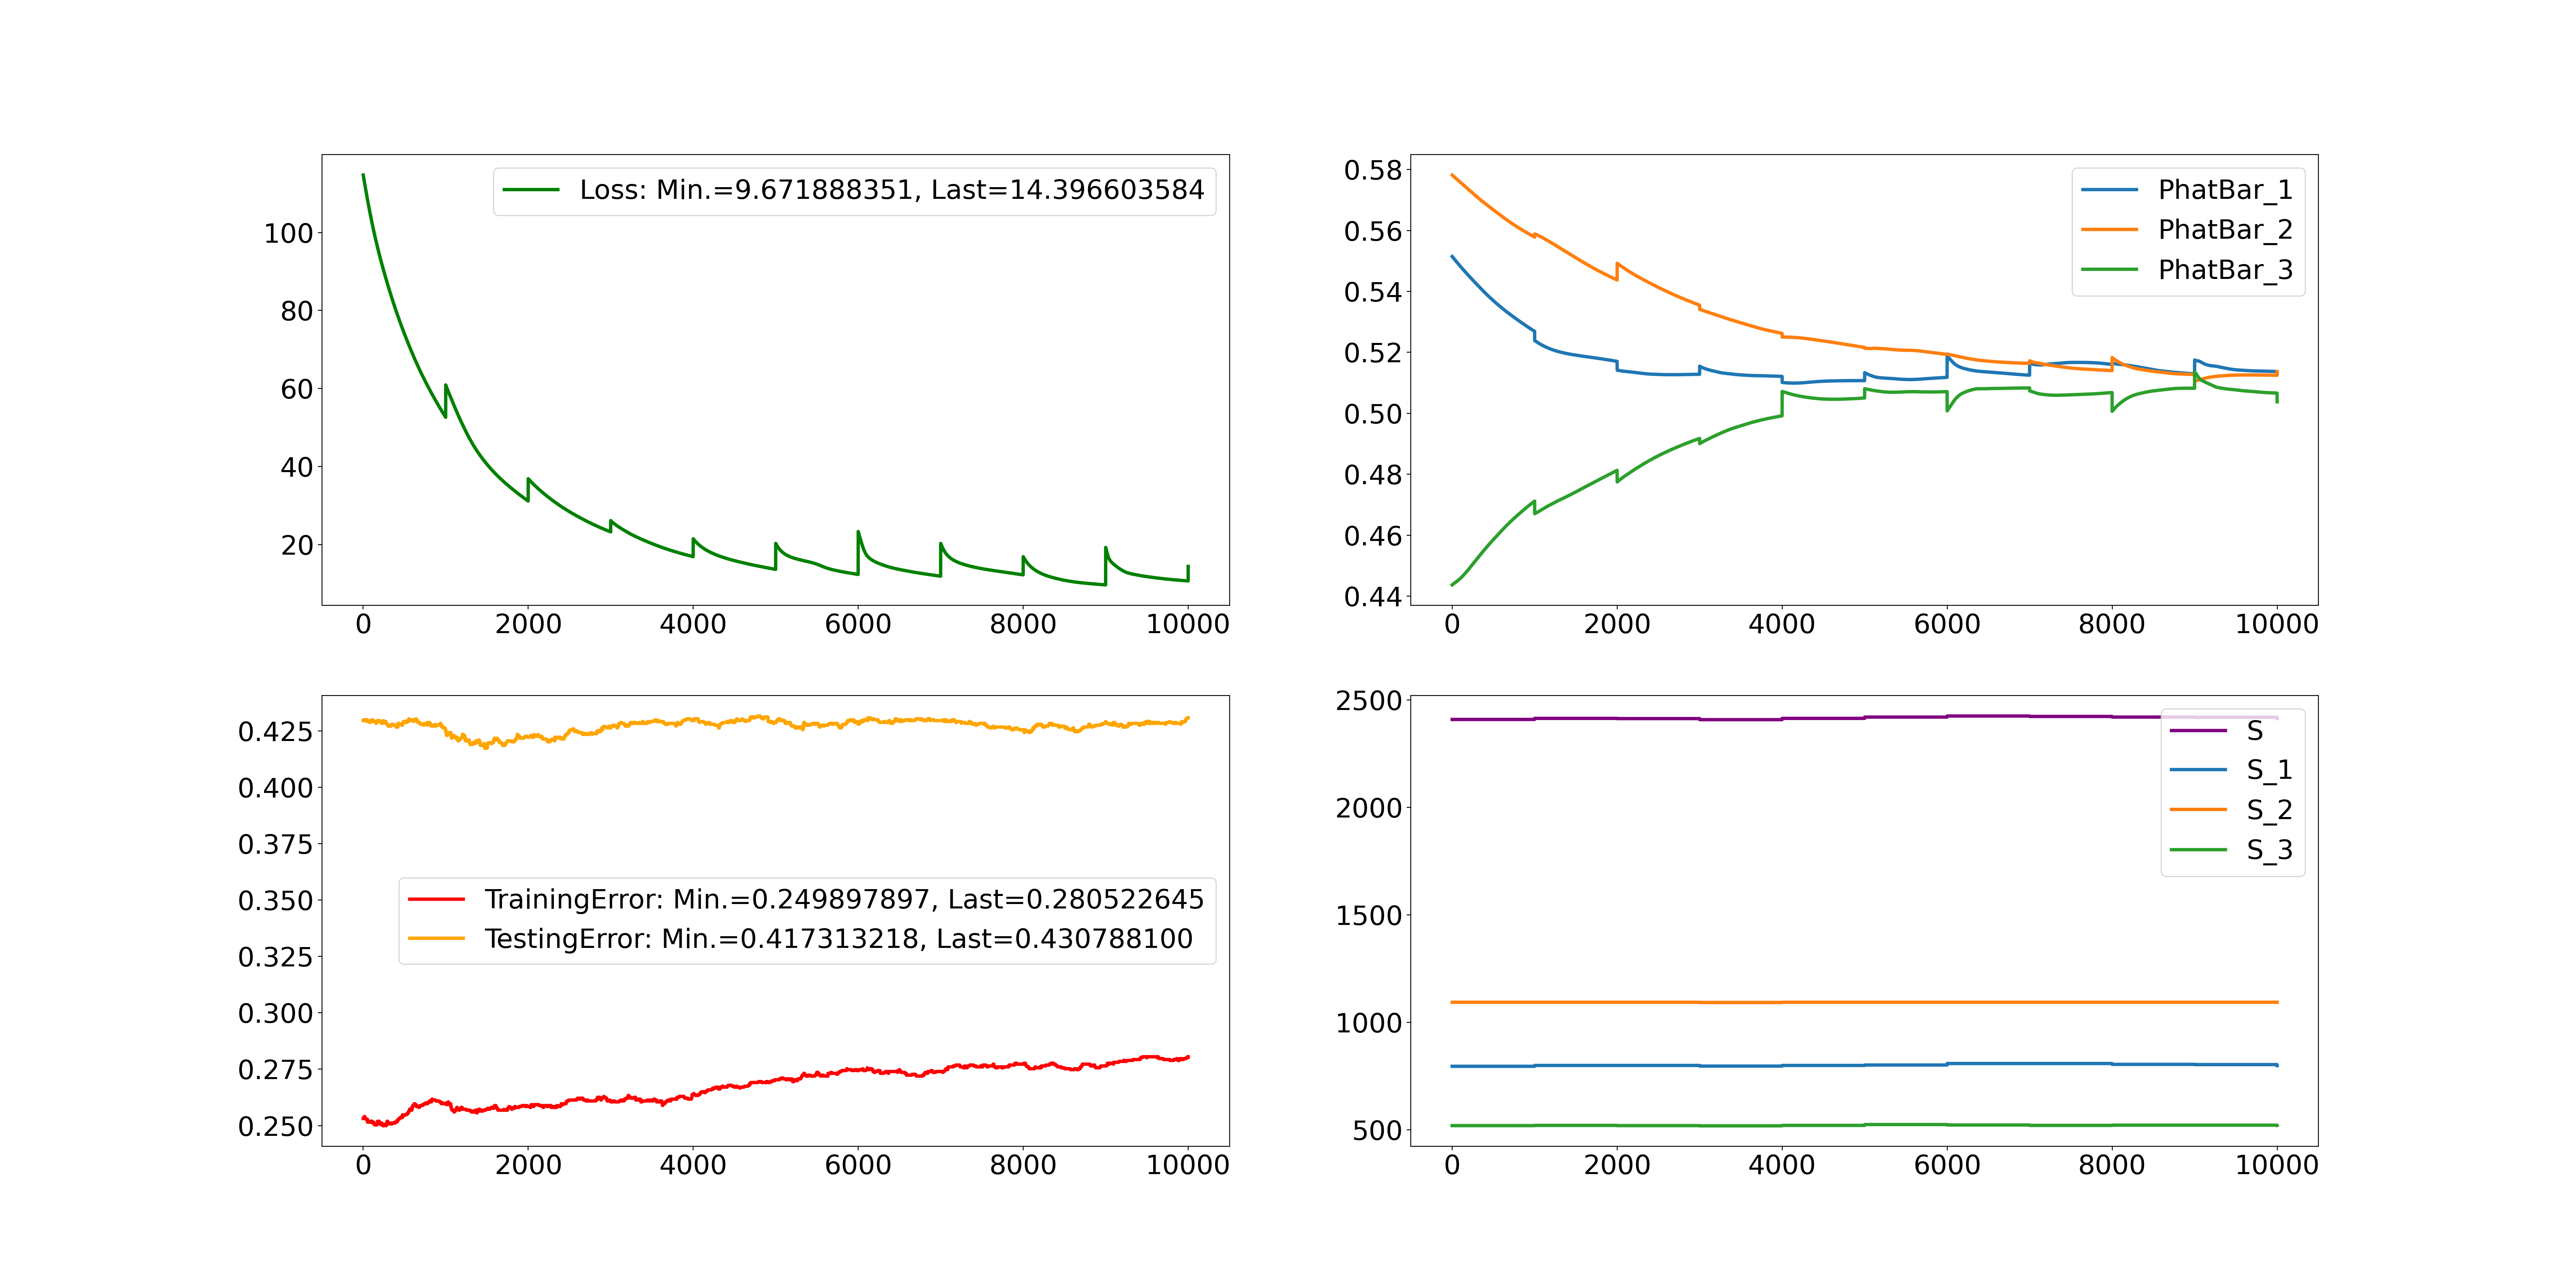 Loss: Min.=9.671888351, Last=14.396603584
100
80
60
40
20
0 2000 4000 6000 8000 10000
PhatBar_1
PhatBar_2
PhatBar_3
0.58
0.56
0.54
0.52
0.50
0.48
0.46
0.44
0 2000 4000 6000 8000 10000
TrainingError: Min.=0.249897897, Last=0.280522645
TestingError: Min.=0.417313218, Last=0.430788100
0.425
0.400
0.375
0.350
0.325
0.300
0.275
0.250
0 2000 4000 6000 8000 10000
S
S_1
S_2
S_3
2500
2000
1500
1000
500
0 2000 4000 6000 8000 10000